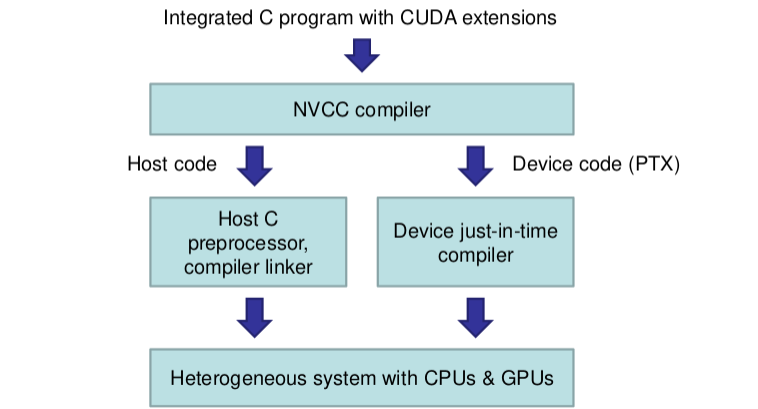 Integrated C program with CUDA extensions
NVCC compiler
Host code
Device code (PTX)
Host C
preprocessor,
compiler linker
Device just-in-time
compiler
Heterogeneous system with CPUs & GPUs